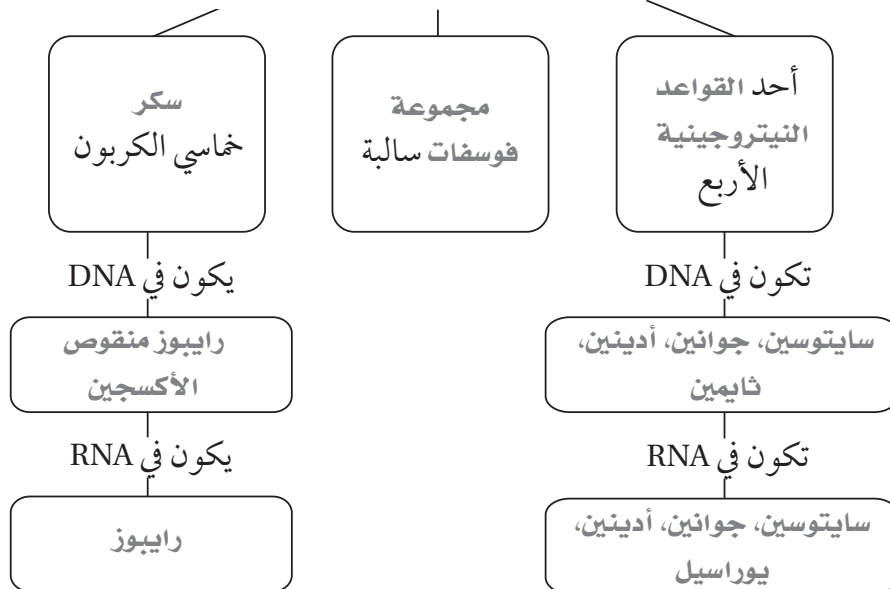 أحد القواعد
النيتروجينية
الأربع
مجموعة
فوسفات سالبة
سكر
خماسي الكربون
تكون في DNA
يكون في DNA
سايتوسين، جوانين، أدينين،
ثايمين
رايبوز منقوص
الأكسجين
تكون في RNA
يكون في RNA
سايتوسين، جوانين، أدينين،
يوراسيل
رايبوز